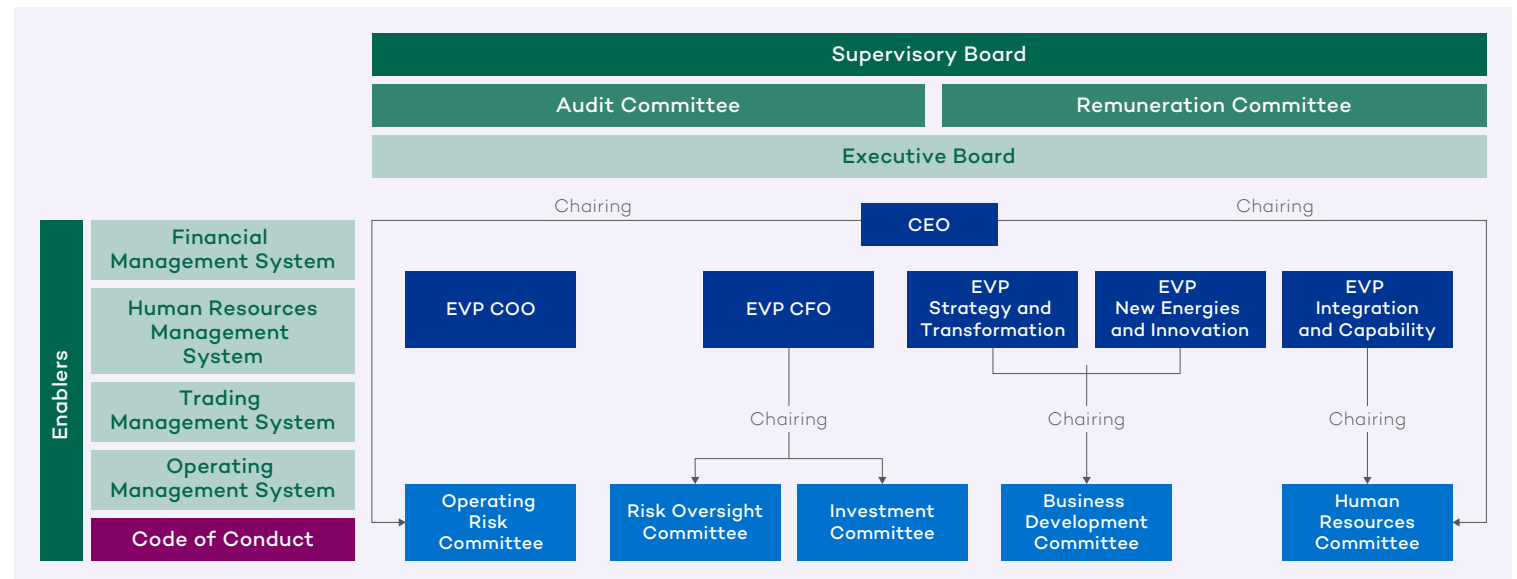 Supervisory Board
Audit Committee
Remuneration Committee
Executive Board
Chairing
CEO
Chairing
Enablers
Financial
Management System
Human Resources
Management
System
Trading
Management System
Operating
Management System
Code of Conduct
EVP COO
EVP CFO
EVP
Strategy and
Transformation
EVP
New Energies
and Innovation
EVP
Integration
and Capability
Chairing
Chairing
Chairing
Operating
Risk
Committee
Risk Oversight
Committee
Investment
Committee
Business
Development
Committee
Human
Resources
Committee